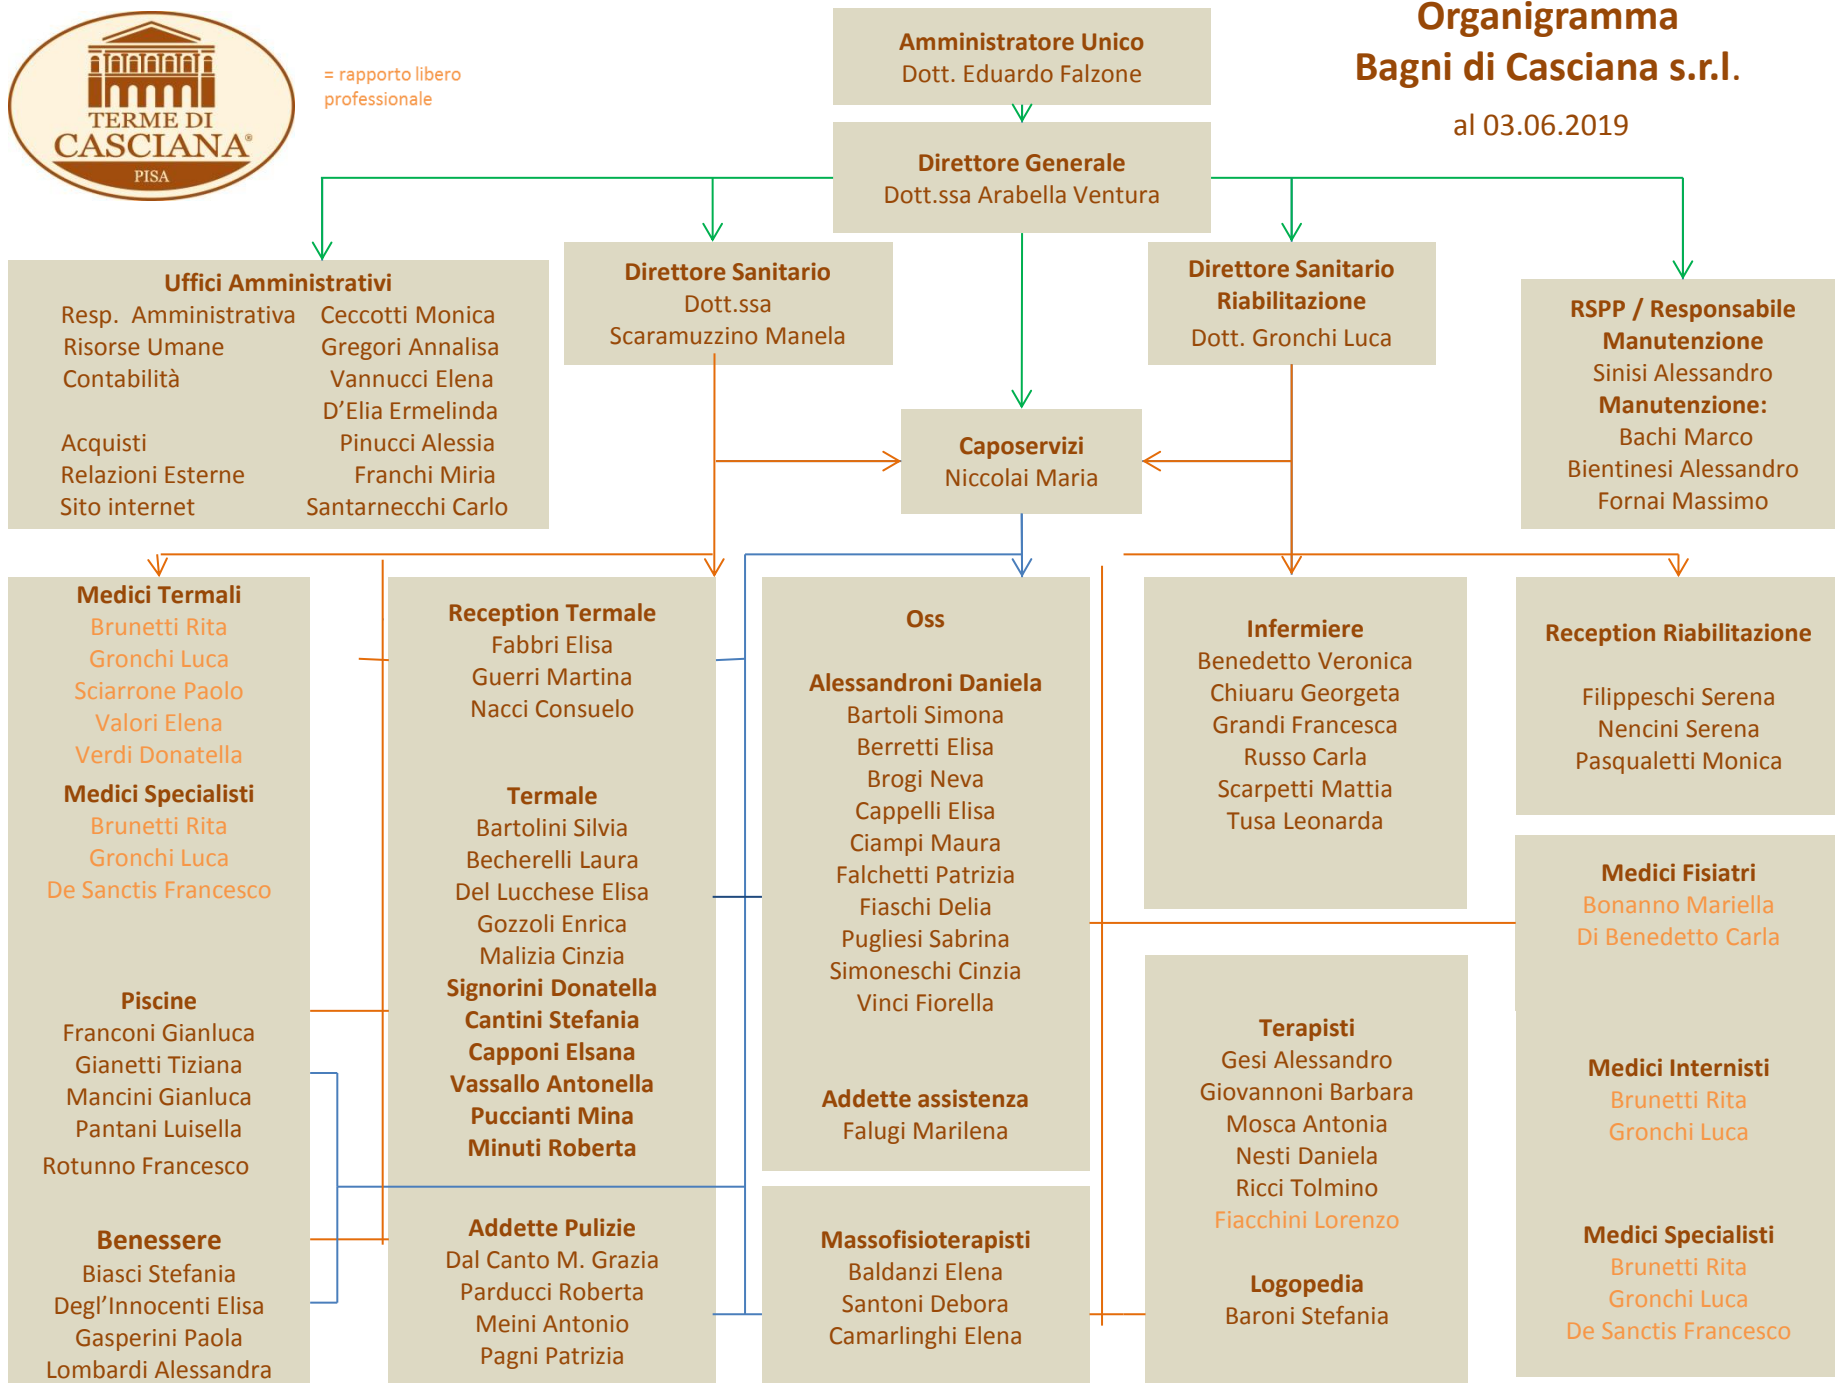 TERME DI
CASCIANA®
PISA
= rapporto libero
professionale
Amministratore Unico
Dott. Eduardo Falzone
Organigramma
Bagni di Casciana s.r.l.
al 03.06.2019
Direttore Generale
Dott.ssa Arabella Ventura
Uffici Amministrativi
Resp. Amministrativa Ceccotti Monica
Risorse Umane Gregori Annalisa
Contabilità Vannucci Elena
D'Elia Ermelinda
Acquisti Pinucci Alessia
Relazioni Esterne Franchi Miria
Sito internet Santarnecchi Carlo
Direttore Sanitario
Dott.ssa
Scaramuzzino Manela
Direttore Sanitario
Riabilitazione
Dott. Gronchi Luca
RSPP / Responsabile
Manutenzione
Sinisi Alessandro
Manutenzione:
Bachi Marco
Bientinesi Alessandro
Fornai Massimo
Caposervizi
Niccolai Maria
Medici Termali
Brunetti Rita
Gronchi Luca
Sciarrone Paolo
Valori Elena
Verdi Donatella
Medici Specialisti
Brunetti Rita
Gronchi Luca
De Sanctis Francesco
Piscine
Franconi Gianluca
Gianetti Tiziana
Mancini Gianluca
Pantani Luisella
Rotunno Francesco
Benessere
Biasci Stefania
Degl'Innocenti Elisa
Gasperini Paola
Lombardi Alessandra
Reception Termale
Fabbri Elisa
Guerri Martina
Nacci Consuelo
Termale
Bartolini Silvia
Becherelli Laura
Del Lucchese Elisa
Gozzoli Enrica
Malizia Cinzia
Signorini Donatella
Cantini Stefania
Capponi Elsana
Vassallo Antonella
Puccianti Mina
Minuti Roberta
Addette Pulizie
Dal Canto M. Grazia
Parducci Roberta
Meini Antonio
Pagni Patrizia
Oss
Alessandroni Daniela
Bartoli Simona
Berretti Elisa
Brogi Neva
Cappelli Elisa
Ciampi Maura
Falchetti Patrizia
Fiaschi Delia
Pugliesi Sabrina
Simoneschi Cinzia
Vinci Fiorella
Addette assistenza
Falugi Marilena
Massofisioterapisti
Baldanzi Elena
Santoni Debora
Camarlinghi Elena
Infermiere
Benedetto Veronica
Chiuaru Georgeta
Grandi Francesca
Russo Carla
Scarpetti Mattia
Tusa Leonarda
Terapisti
Gesi Alessandro
Giovannoni Barbara
Mosca Antonia
Nesti Daniela
Ricci Tolmino
Fiacchini Lorenzo
Logopedia
Baroni Stefania
Reception Riabilitazione
Filippeschi Serena
Nencini Serena
Pasqualetti Monica
Medici Fisiatri
Bonanno Mariella
Di Benedetto Carla
Medici Internisti
Brunetti Rita
Gronchi Luca
Medici Specialisti
Brunetti Rita
Gronchi Luca
De Sanctis Francesco